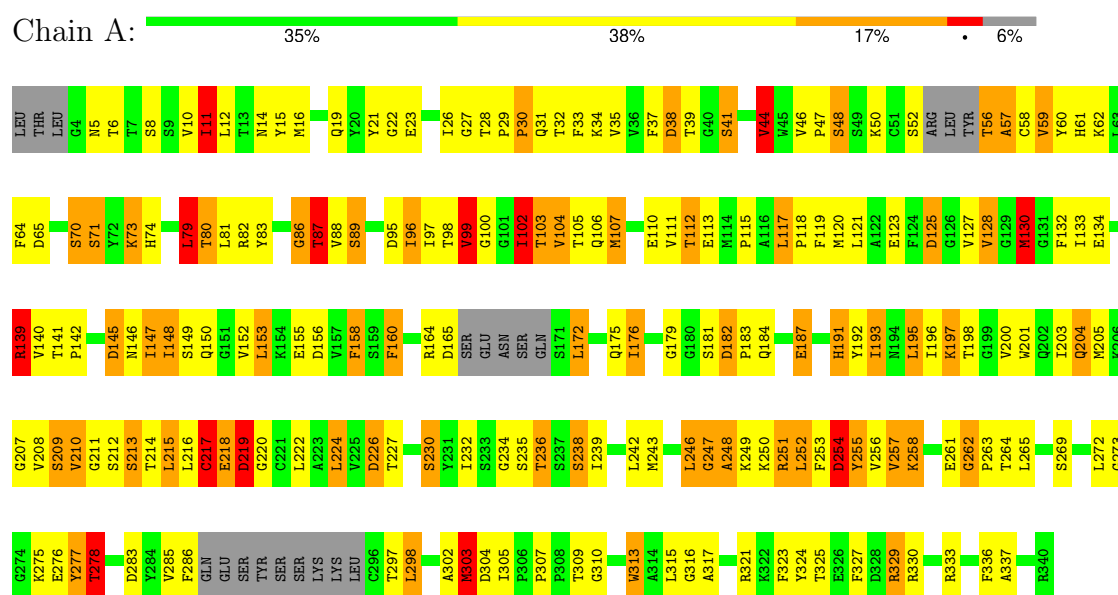 Chain A:
35% 38% 17% • 6%
LEU THR LEU G4 N5 T6 T7 S8 S9 V10 I11 L12 T13 N14 Y15 M16 Q19 Y20 Y21 G22 E23 I26 G27 T28 P29 P30 Q31 T32 F33 K34 V35 V36 F37 D38 T39 G40 S41 V44 W45 V46 P47 S48 S49 K50 C51 S52 ARG LEU TYR T56 A57 C58 V59 Y60 H61 K62 L63
F64 D65 S70 S71 Y72 K73 H74 L79 T80 L81 R82 Y83 G86 T87 V88 S89 D95 I96 I97 T98 V99 G100 G101 I102 T103 V104 T105 Q106 M107 E110 V111 T112 E113 M114 P115 A116 L117 P118 F119 M120 L121 A122 E123 F124 D125 G126 V127 V128 G129 M130 G131 F132 I133 E134
R139 V140 T141 P142 D145 N146 I147 I148 S149 Q150 G151 V152 L153 K154 E155 D156 V157 F158 S159 F160 R164 D165 SER GLU ASN SER GLN S171 L172 Q175 I176 G179 G180 S181 D182 P183 Q184 E187 H191 Y192 I193 N194 L195 I196 K197 T198 G199 V200 W201 Q202 I203 Q204 M205 K206
G207 V208 S209 V210 G211 S212 S213 T214 L215 L216 C217 E218 D219 G220 C221 L222 A223 L224 V225 D226 T227 S230 Y231 I232 S233 G234 S235 T236 S237 S238 I239 L242 M243 L246 G247 A248 K249 K250 R251 L252 F253 D254 Y255 V256 V257 K258 E261 G262 P263 T264 L265 S269 L272 G273
G274 K275 E276 Y277 T278 D283 Y284 V285 F286 GLN GLU SER TYR SER SER LYS LYS LEU C296 T297 L298 A302 M303 D304 I305 P306 P307 P308 T309 G310 W313 A314 L315 G316 A317 R321 K322 F323 Y324 T325 E326 F327 D328 R329 R330 R333 F336 A337 R340